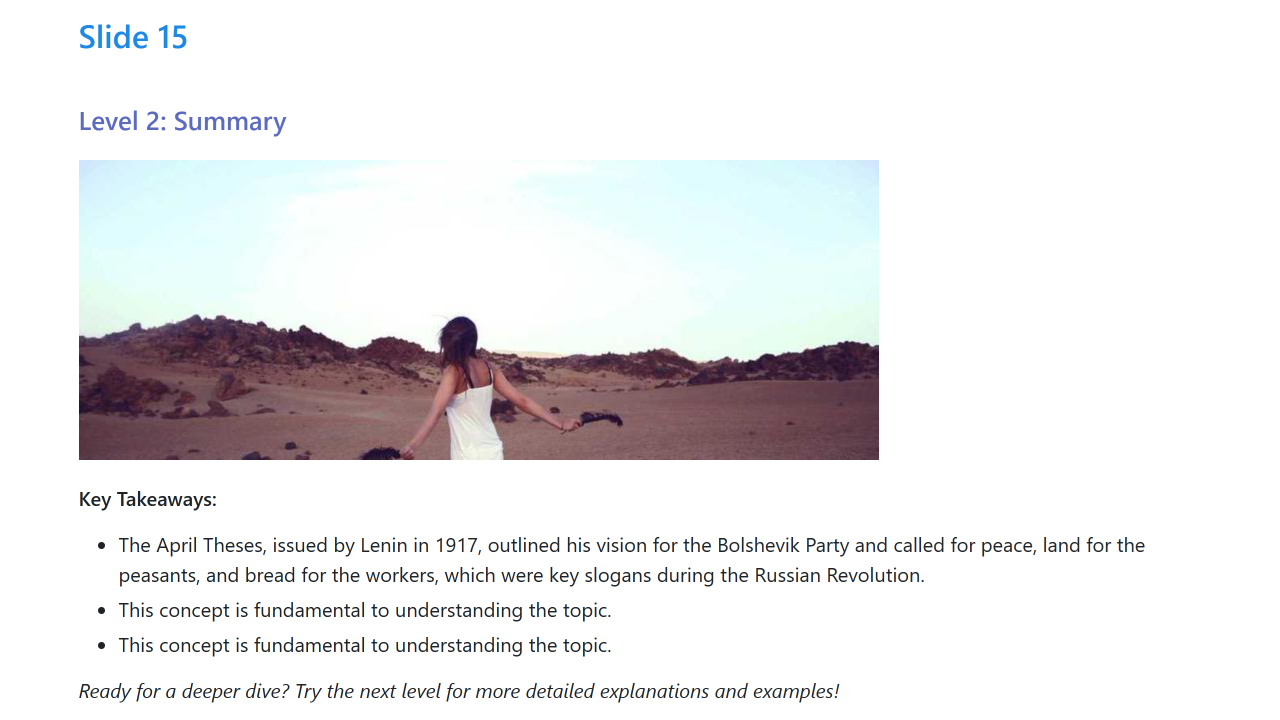 Slide 15
Level 2: Summary
Key Takeaways:
The April Theses, issued by Lenin in 1917, outlined his vision for the Bolshevik Party and called for peace, land for the
peasants, and bread for the workers, which were key slogans during the Russian Revolution.
This concept is fundamental to understanding the topic.
This concept is fundamental to understanding the topic.
Ready for a deeper dive? Try the next level for more detailed explanations and examples!